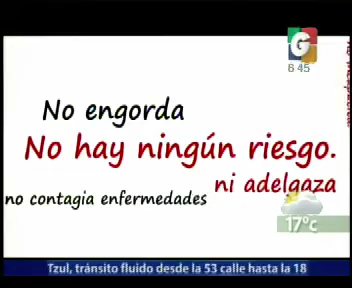 G
6:45
No engorda
No hay ningún riesgo.
ni adelgaza
no contagia enfermedades
17°c
Tzul, tránsito fluido desde la 53 calle hasta la 18